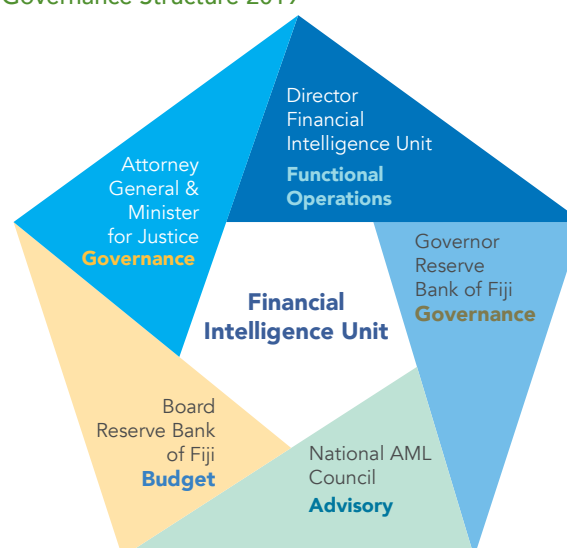 Governance Structure 2019
Director
Financial
Intelligence Unit
Functional
Operations
Attorney
General &
Minister
for Justice
Governance
Governor
Reserve
Bank of Fiji
Governance
Financial
Intelligence Unit
Board
Reserve Bank
of Fiji
Budget
National AML
Council
Advisory